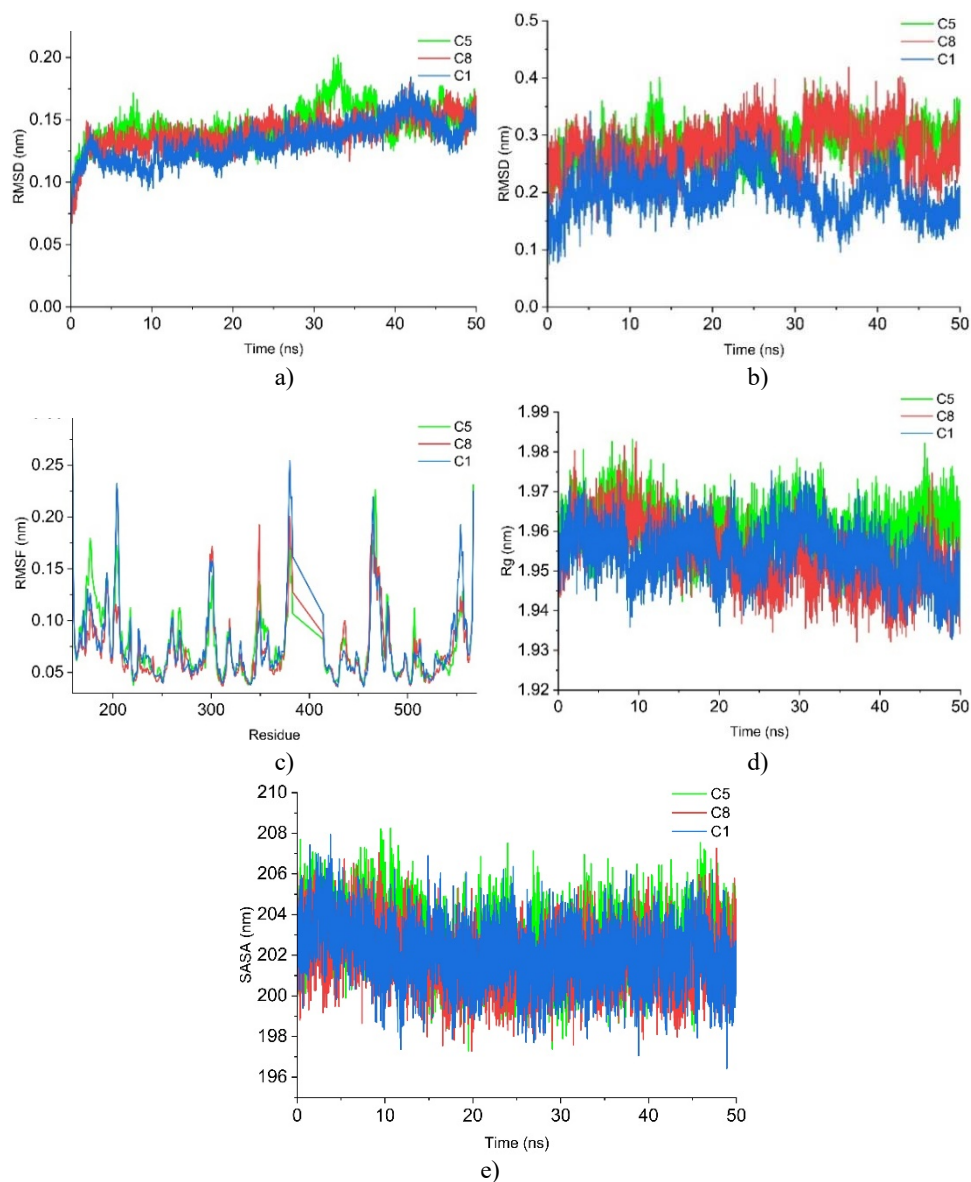 C5
C8
C1
0.20
0.15
0.10
0.05
0.00
RMSD (nm)
0 10 20 30 40 50
Time (ns)
a)
C5
C8
C1
0.5
0.4
0.3
0.2
0.1
0.0
RMSD (nm)
0 10 20 30 40 50
Time (ns)
b)
C5
C8
C1
0.25
0.20
0.15
0.10
0.05
RMSF (nm)
200 300 400 500
Residue
c)
C5
C8
C1
1.99
1.98
1.97
1.96
1.95
1.94
1.93
1.92
Rg (nm)
0 10 20 30 40 50
Time (ns)
d)
C5
C8
C1
210
208
206
204
202
200
198
196
SASA (nm)
0 10 20 30 40 50
Time (ns)
e)